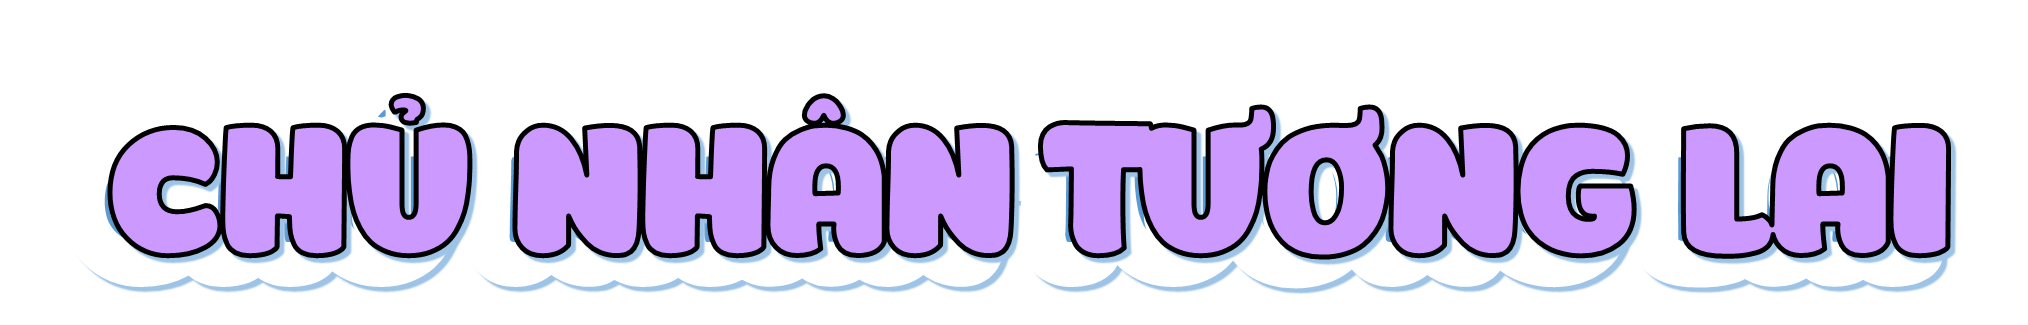 CHỦ NHÂN TƯƠNG LAI